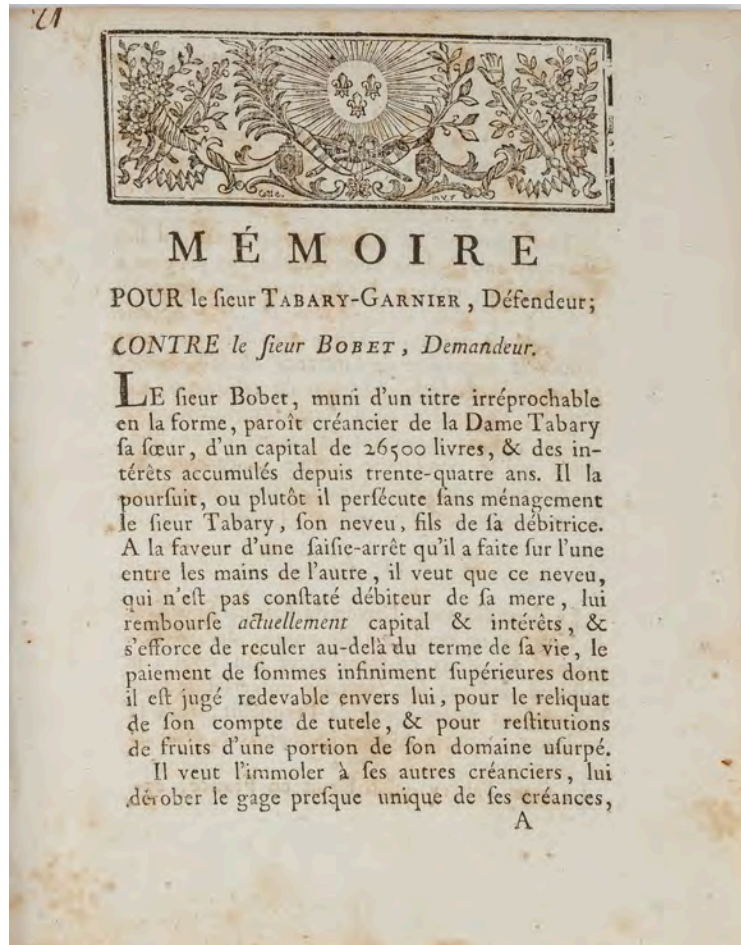 21
Cotte. inv. f
MÉMOIRE
POUR le ſieur TABARY-GARNIER, Défendeur;
CONTRE le ſieur BOBET, Demandeur.
LE ſieur Bobet, muni d'un titre irréprochable
en la forme, paroît créancier de la Dame Tabary
ſa ſœur, d'un capital de 26500 livres, & des in-
térêts accumulés depuis trente-quatre ans. Il la
pourſuit, ou plutôt il perſécute ſans ménagement
le ſieur Tabary, ſon neveu, fils de ſa débitrice.
A la faveur d'une ſaiſie-arrêt qu'il a faite ſur l'une
entre les mains de l'autre, il veut que ce neveu,
qui n'eſt pas conſtaté débiteur de ſa mere, lui
rembourſe actuellement capital & intérêts, &
s'efforce de reculer au-delà du terme de ſa vie, le
paiement de ſommes infiniment ſupérieures dont
il eſt jugé redevable envers lui, pour le reliquat
de ſon compte de tutele, & pour reſtitutions
de fruits d'une portion de ſon domaine uſurpé.
Il veut l'immoler à ſes autres créanciers, lui
dérober le gage preſque unique de ſes créances,
A